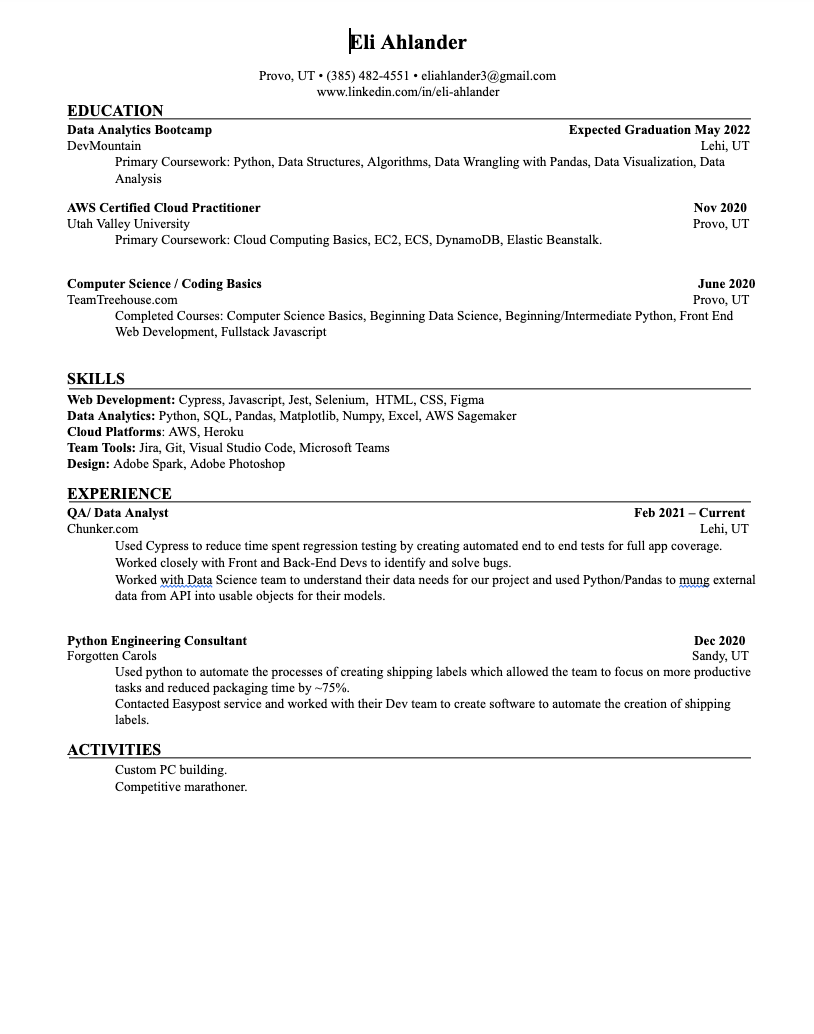 Eli Ahlander
Provo, UT • (385) 482-4551 • eliahlander3@gmail.com
www.linkedin.com/in/eli-ahlander
EDUCATION
Data Analytics Bootcamp Expected Graduation May 2022
DevMountain Lehi, UT
Primary Coursework: Python, Data Structures, Algorithms, Data Wrangling with Pandas, Data Visualization, Data
Analysis
AWS Certified Cloud Practitioner Nov 2020
Utah Valley University Provo, UT
Primary Coursework: Cloud Computing Basics, EC2, ECS, DynamoDB, Elastic Beanstalk.
Computer Science / Coding Basics June 2020
TeamTreehouse.com Provo, UT
Completed Courses: Computer Science Basics, Beginning Data Science, Beginning/Intermediate Python, Front End
Web Development, Fullstack Javascript
SKILLS
Web Development: Cypress, Javascript, Jest, Selenium, HTML, CSS, Figma
Data Analytics: Python, SQL, Pandas, Matplotlib, Numpy, Excel, AWS Sagemaker
Cloud Platforms: AWS, Heroku
Team Tools: Jira, Git, Visual Studio Code, Microsoft Teams
Design: Adobe Spark, Adobe Photoshop
EXPERIENCE
QA/ Data Analyst Feb 2021 – Current
Chunker.com Lehi, UT
Used Cypress to reduce time spent regression testing by creating automated end to end tests for full app coverage.
Worked closely with Front and Back-End Devs to identify and solve bugs.
Worked with Data Science team to understand their data needs for our project and used Python/Pandas to mung external
data from API into usable objects for their models.
Python Engineering Consultant Dec 2020
Forgotten Carols Sandy, UT
Used python to automate the processes of creating shipping labels which allowed the team to focus on more productive
tasks and reduced packaging time by ~75%.
Contacted Easypost service and worked with their Dev team to create software to automate the creation of shipping
labels.
ACTIVITIES
Custom PC building.
Competitive marathoner.